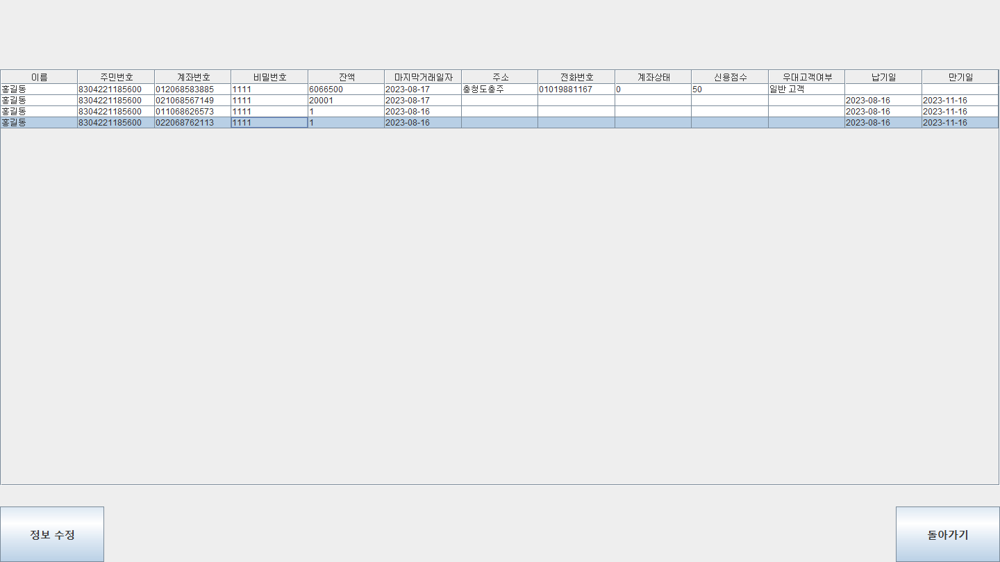 이름 주민번호 계좌번호 비밀번호 잔액 마지막거래일자 주소 전화번호 계좌상태 신용점수 우대고객여부 납기일 만기일
홍길동 8304221185600 012068583885 1111 6066500 2023-08-17 충청도충주 01019881167 0 50 일반 고객
홍길동 8304221185600 021068567149 1111 20001 2023-08-17 2023-08-16 2023-11-16
홍길동 8304221185600 011068626573 1111 1 2023-08-16 2023-08-16 2023-11-16
홍길동 8304221185600 022068762113 1111 1 2023-08-16 2023-08-16 2023-11-16
정보 수정 돌아가기